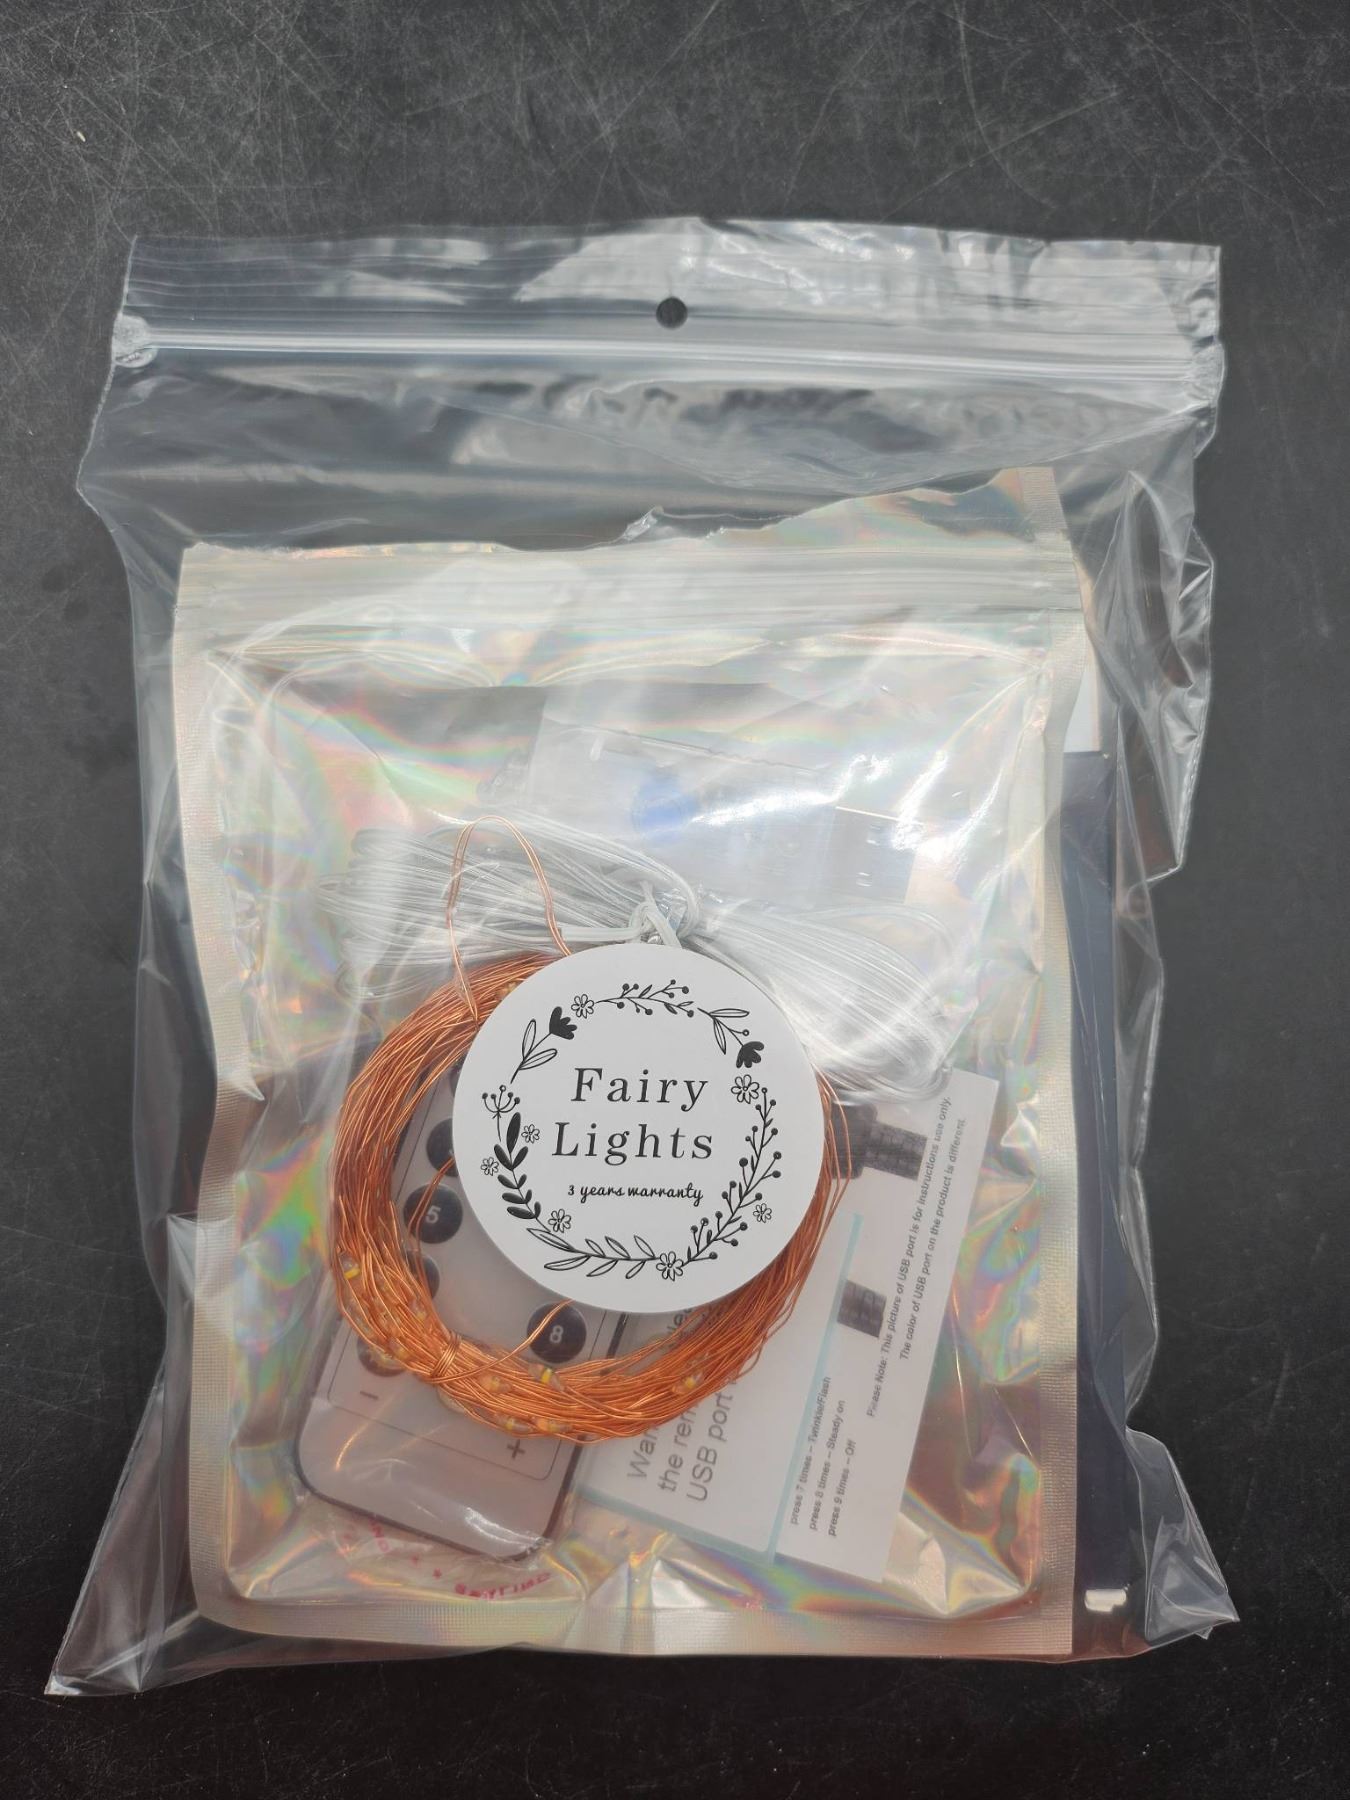 Fairy
Lights
3 years warranty
5
8
−
+
the
USB port
press 7 times – Twinkle/Flash
press 8 times – Steady on
press 9 times – Off
Please Note: This picture of USB port is for instructions use only.
The color of USB port on the product is different